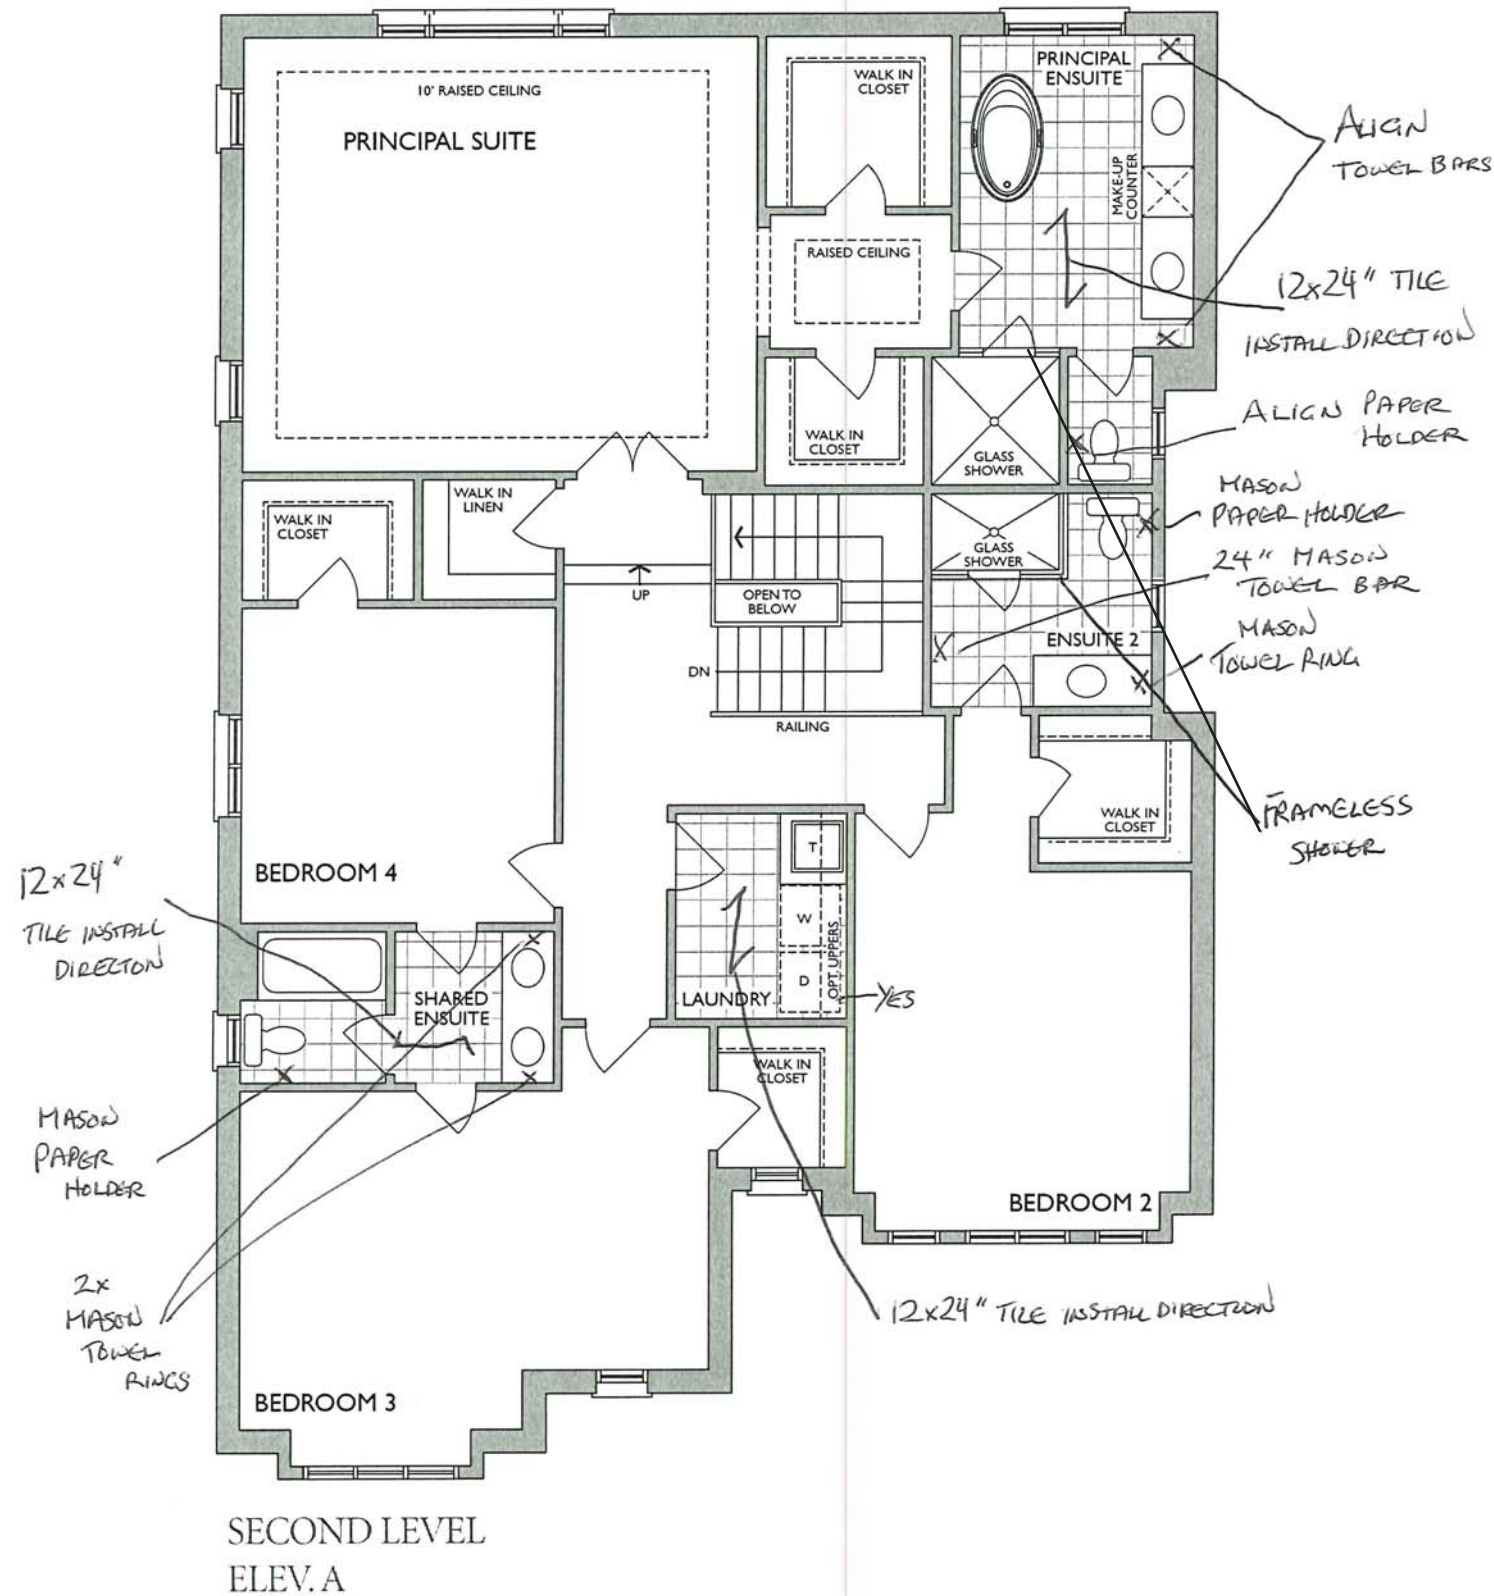 10' RAISED CEILING
PRINCIPAL SUITE
WALK IN
CLOSET
PRINCIPAL
ENSUITE
MAKE-UP
COUNTER
ALIGN
TOWEL BARS
RAISED CEILING
12x24" TILE
INSTALL DIRECTION
WALK IN
CLOSET
GLASS
SHOWER
ALIGN PAPER
HOLDER
WALK IN
CLOSET
WALK IN
LINEN
UP
OPEN TO
BELOW
DN
RAILING
GLASS
SHOWER
MASON
PAPER HOLDER
24" MASON
TOWEL BAR
ENSUITE 2
MASON
TOWEL RING
WALK IN
CLOSET
FRAMELESS
SHOWER
BEDROOM 4
12x24"
TILE INSTALL
DIRECTON
SHARED
ENSUITE
T
W
D
OPT. UPPERS
LAUNDRY
YES
WALK IN
CLOSET
MASON
PAPER
HOLDER
BEDROOM 2
2x
MASON
TOWEL
RINGS
12x24" TILE INSTALL DIRECTION
BEDROOM 3
SECOND LEVEL
ELEV. A